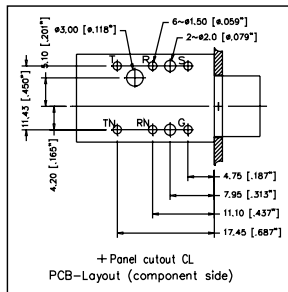 ø3,00 [ø.118"]
6-ø1.50 [ø.059"]
2-ø2.0 [ø.079"]
5.10 [.201"]
11.43 [.450"]
4.20 [.165"]
T R S
TN RN G
4.75 [.187"]
7.95 [.313"]
11.10 [.437"]
17.45 [.687"]
+ Panel cutout CL
PCB-Layout (component side)